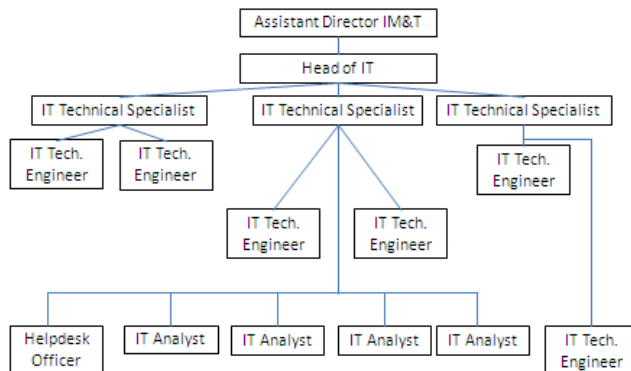 Assistant Director IM&T
Head of IT
IT Technical Specialist
IT Technical Specialist
IT Technical Specialist
IT Tech.
Engineer
IT Tech.
Engineer
IT Tech.
Engineer
IT Tech.
Engineer
IT Tech.
Engineer
Helpdesk
Officer
IT Analyst
IT Analyst
IT Analyst
IT Analyst
IT Tech.
Engineer